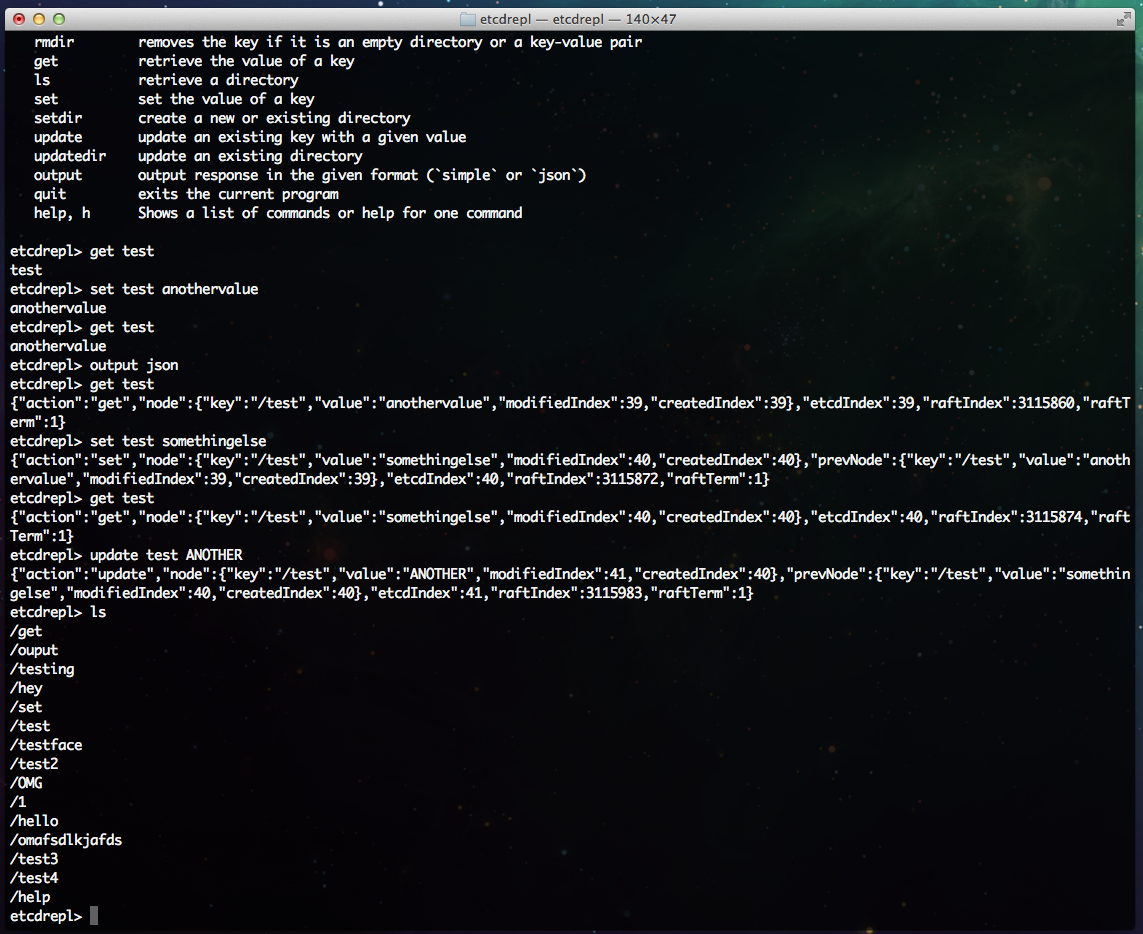 etcdrepl — etcdrepl — 140×47
rmdir removes the key if it is an empty directory or a key-value pair
get retrieve the value of a key
ls retrieve a directory
set set the value of a key
setdir create a new or existing directory
update update an existing key with a given value
updatedir update an existing directory
output output response in the given format (`simple` or `json`)
quit exits the current program
help, h Shows a list of commands or help for one command
etcdrepl> get test
test
etcdrepl> set test anothervalue
anothervalue
etcdrepl> get test
anothervalue
etcdrepl> output json
etcdrepl> get test
{"action":"get","node":{"key":"/test","value":"anothervalue","modifiedIndex":39,"createdIndex":39},"etcdIndex":39,"raftIndex":3115860,"raftT
erm":1}
etcdrepl> set test somethingelse
{"action":"set","node":{"key":"/test","value":"somethingelse","modifiedIndex":40,"createdIndex":40},"prevNode":{"key":"/test","value":"anoth
ervalue","modifiedIndex":39,"createdIndex":39},"etcdIndex":40,"raftIndex":3115872,"raftTerm":1}
etcdrepl> get test
{"action":"get","node":{"key":"/test","value":"somethingelse","modifiedIndex":40,"createdIndex":40},"etcdIndex":40,"raftIndex":3115874,"raft
Term":1}
etcdrepl> update test ANOTHER
{"action":"update","node":{"key":"/test","value":"ANOTHER","modifiedIndex":41,"createdIndex":40},"prevNode":{"key":"/test","value":"somethin
gelse","modifiedIndex":40,"createdIndex":40},"etcdIndex":41,"raftIndex":3115983,"raftTerm":1}
etcdrepl> ls
/get
/ouput
/testing
/hey
/set
/test
/testface
/test2
/OMG
/1
/hello
/omafsdlkjafds
/test3
/test4
/help
etcdrepl>